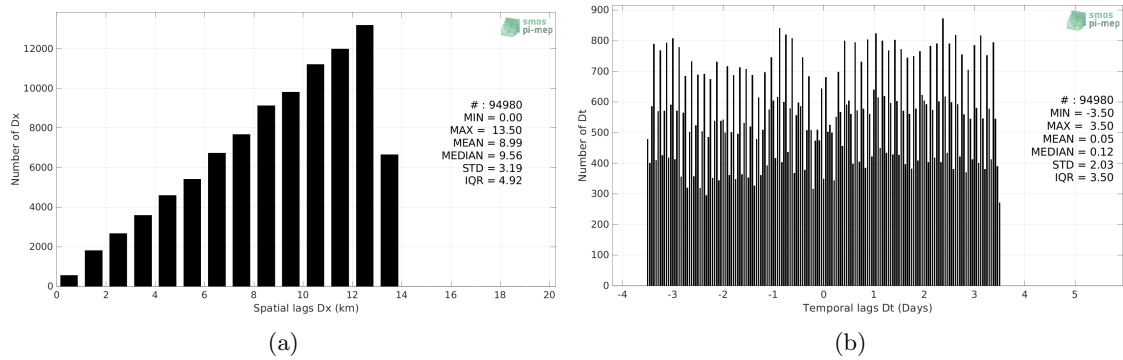 smos
pi-mep
Number of Dx
12000
10000
8000
6000
4000
2000
0
# : 94980
MIN = 0.00
MAX = 13.50
MEAN = 8.99
MEDIAN = 9.56
STD = 3.19
IQR = 4.92
0 2 4 6 8 10 12 14 16 18 20
Spatial lags Dx (km)
(a)
smos
pi-mep
Number of Dt
900
800
700
600
500
400
300
200
100
0
# : 94980
MIN = -3.50
MAX = 3.50
MEAN = 0.05
MEDIAN = 0.12
STD = 2.03
IQR = 3.50
-4 -3 -2 -1 0 1 2 3 4 5
Temporal lags Dt (Days)
(b)